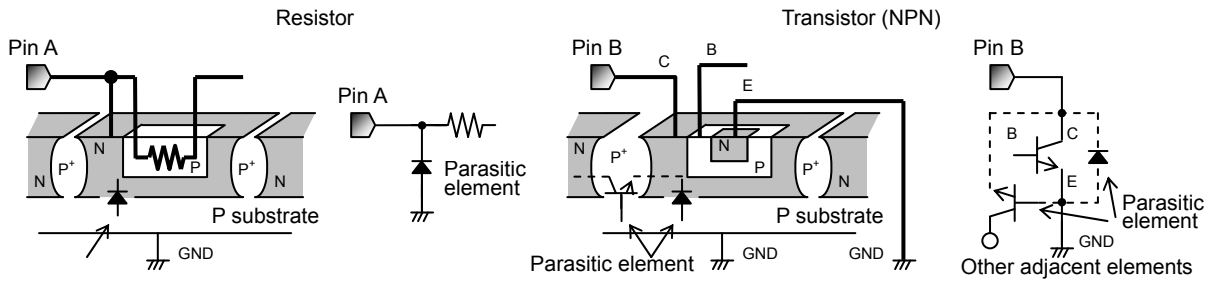 Resistor
Transistor (NPN)
Pin A
Pin A
N
N
P+
P
P+
N
Parasitic
element
P substrate
GND
Pin B
C
B
E
N
P+
N
P
P+
N
P substrate
GND
GND
Parasitic element
Pin B
B
C
E
Parasitic
element
GND
Other adjacent elements